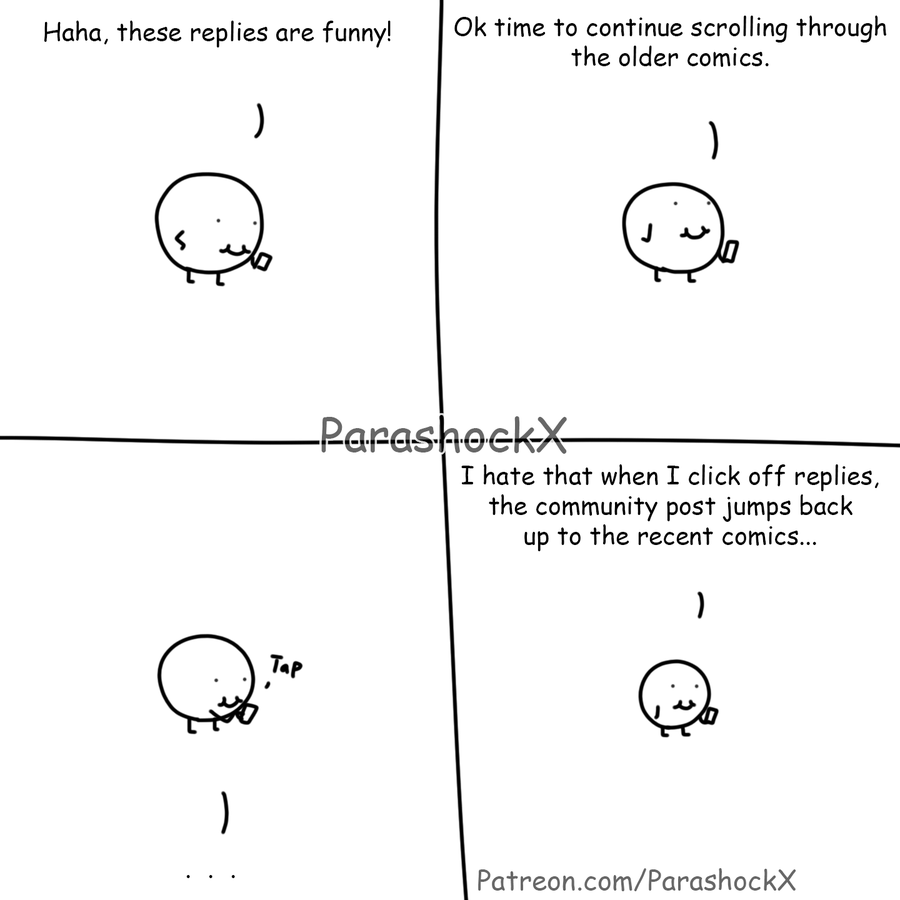 Haha, these replies are funny!
Ok time to continue scrolling through
the older comics.
ParashockX
Tap
. . .
I hate that when I click off replies,
the community post jumps back
up to the recent comics...
Patreon.com/ParashockX